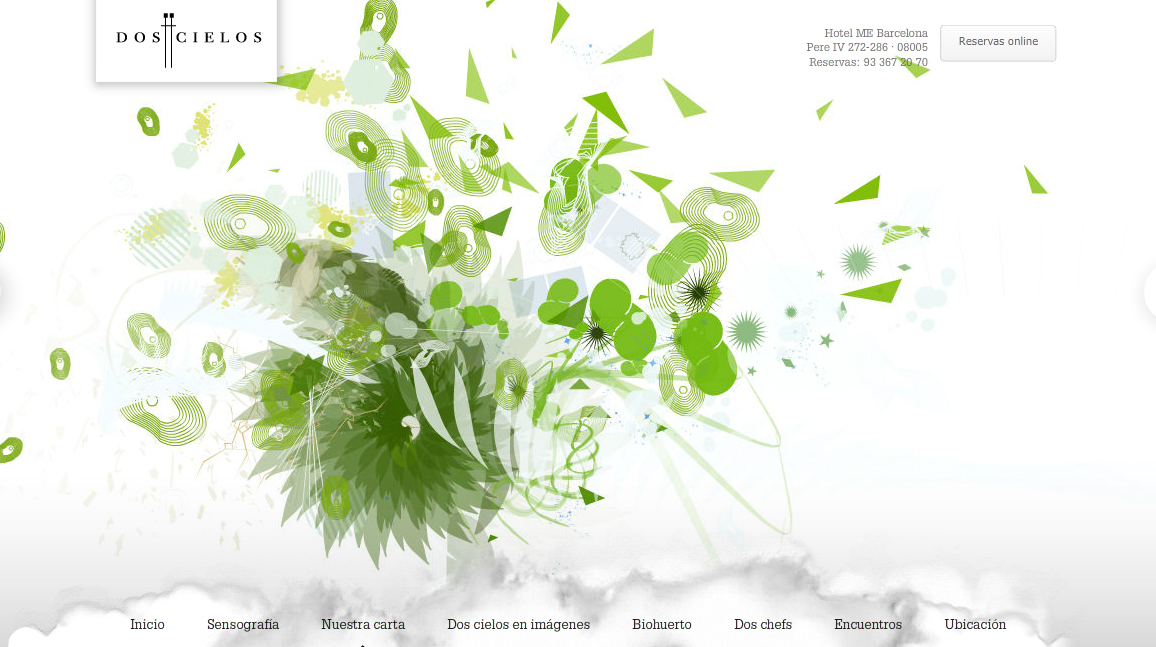 DOS CIELOS
Hotel ME Barcelona
Pere IV 272-286 · 08005
Reservas: 93 367 20 70
Reservas online
Inicio
Sensografía
Nuestra carta
Dos cielos en imágenes
Biohuerto
Dos chefs
Encuentros
Ubicación